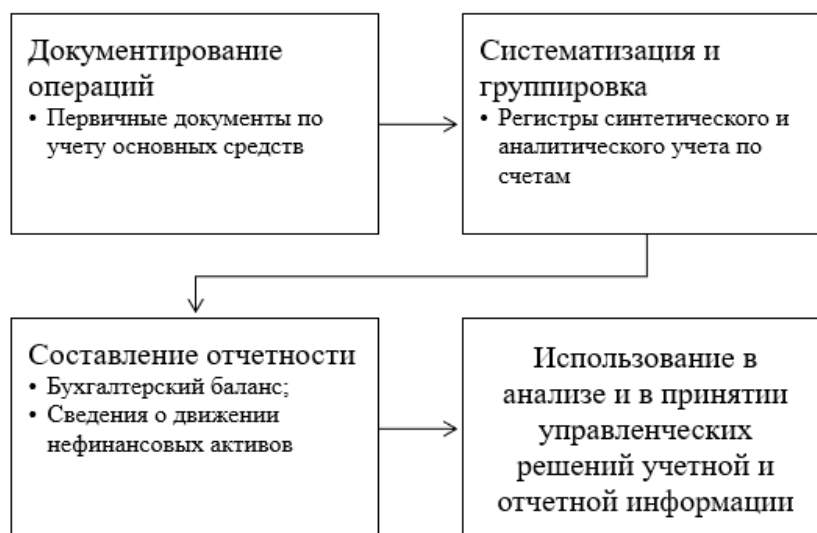 Документирование
операций
• Первичные документы по
учету основных средств
Систематизация и
группировка
• Регистры синтетического и
аналитического учета по
счетам
Составление отчетности
• Бухгалтерский баланс;
• Сведения о движении
нефинансовых активов
Использование в
анализе и в принятии
управленческих
решений учетной и
отчетной информации